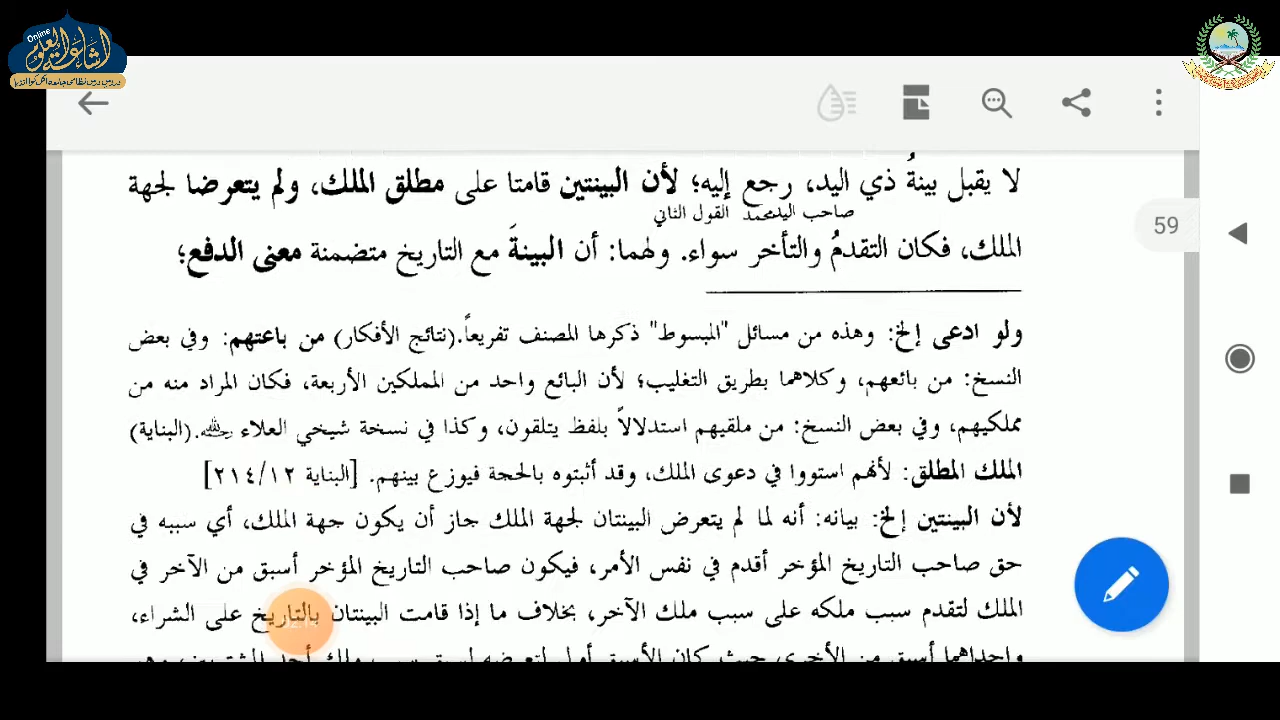 Online
اشاعة العلوم
59
لا يقبل بينةُ ذي اليد، رجع إليه؛ لأن البينتين قامتا على مطلق الملك، ولم يتعرضا لجهة
صاحب اليد محمد القول الثاني
الملك، فكان التقدمُ والتأخر سواء. ولهما: أن البينةَ مع التاريخ متضمنة معنى الدفع؛
ولو ادعى إلخ: وهذه من مسائل "المبسوط" ذكرها المصنف تفريعاً.(نتائج الأفكار) من باعتهم: وفي بعض
النسخ: من بائعهم، وكلاهما بطريق التغليب؛ لأن البائع واحد من المملكين الأربعة، فكان المراد منه من
مملكيهم، وفي بعض النسخ: من ملقيهم استدلالاً بلفظ يتلقون، وكذا في نسخة شيخي العلاء رحمه الله.(البناية)
الملك المطلق: لأنهم استووا في دعوى الملك، وقد أثبتوه بالحجة فيوزع بينهم. [البناية ٢١٤/١٢]
لأن البينتين إلخ: بيانه: أنه لما لم يتعرض البينتان لجهة الملك جاز أن يكون جهة الملك، أي سببه في
حق صاحب التاريخ المؤخر أقدم في نفس الأمر، فيكون صاحب التاريخ المؤخر أسبق من الآخر في
الملك لتقدم سبب ملكه على سبب ملك الآخر، بخلاف ما إذا قامت البينتان بالتاريخ على الشراء،